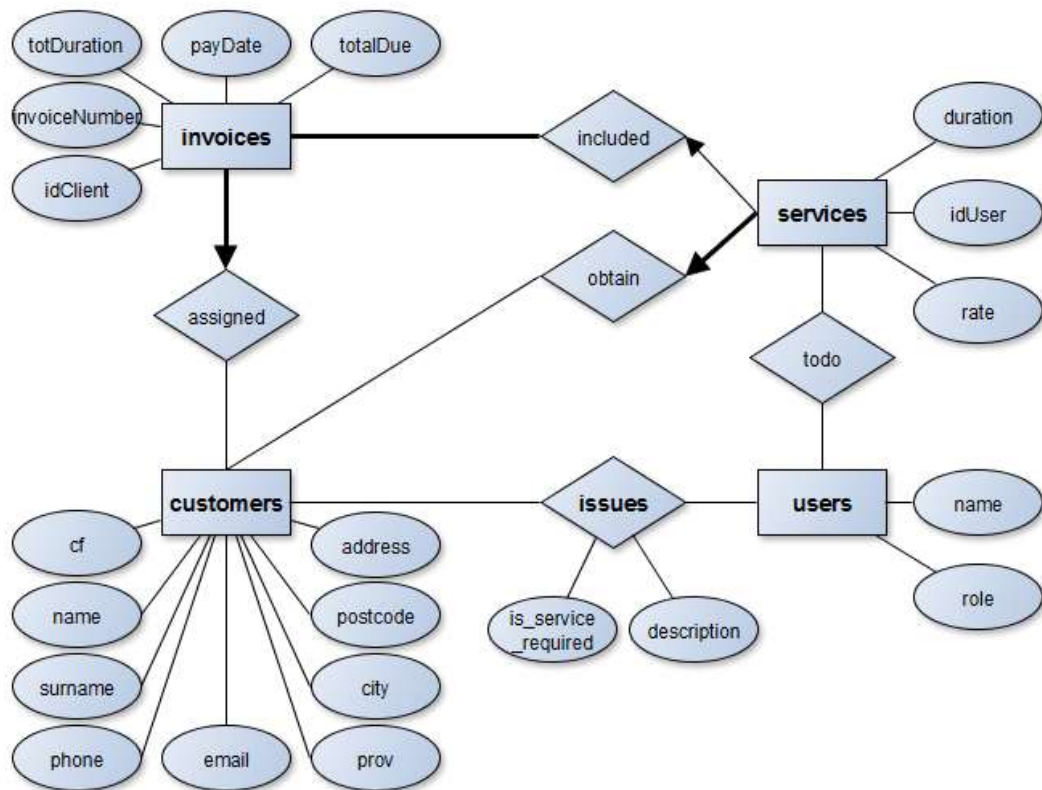 totDuration
payDate
totalDue
invoiceNumber
invoices
included
duration
idClient
services
idUser
obtain
assigned
rate
todo
customers
issues
users
name
cf
address
name
postcode
is_service
_required
description
role
surname
city
phone
email
prov